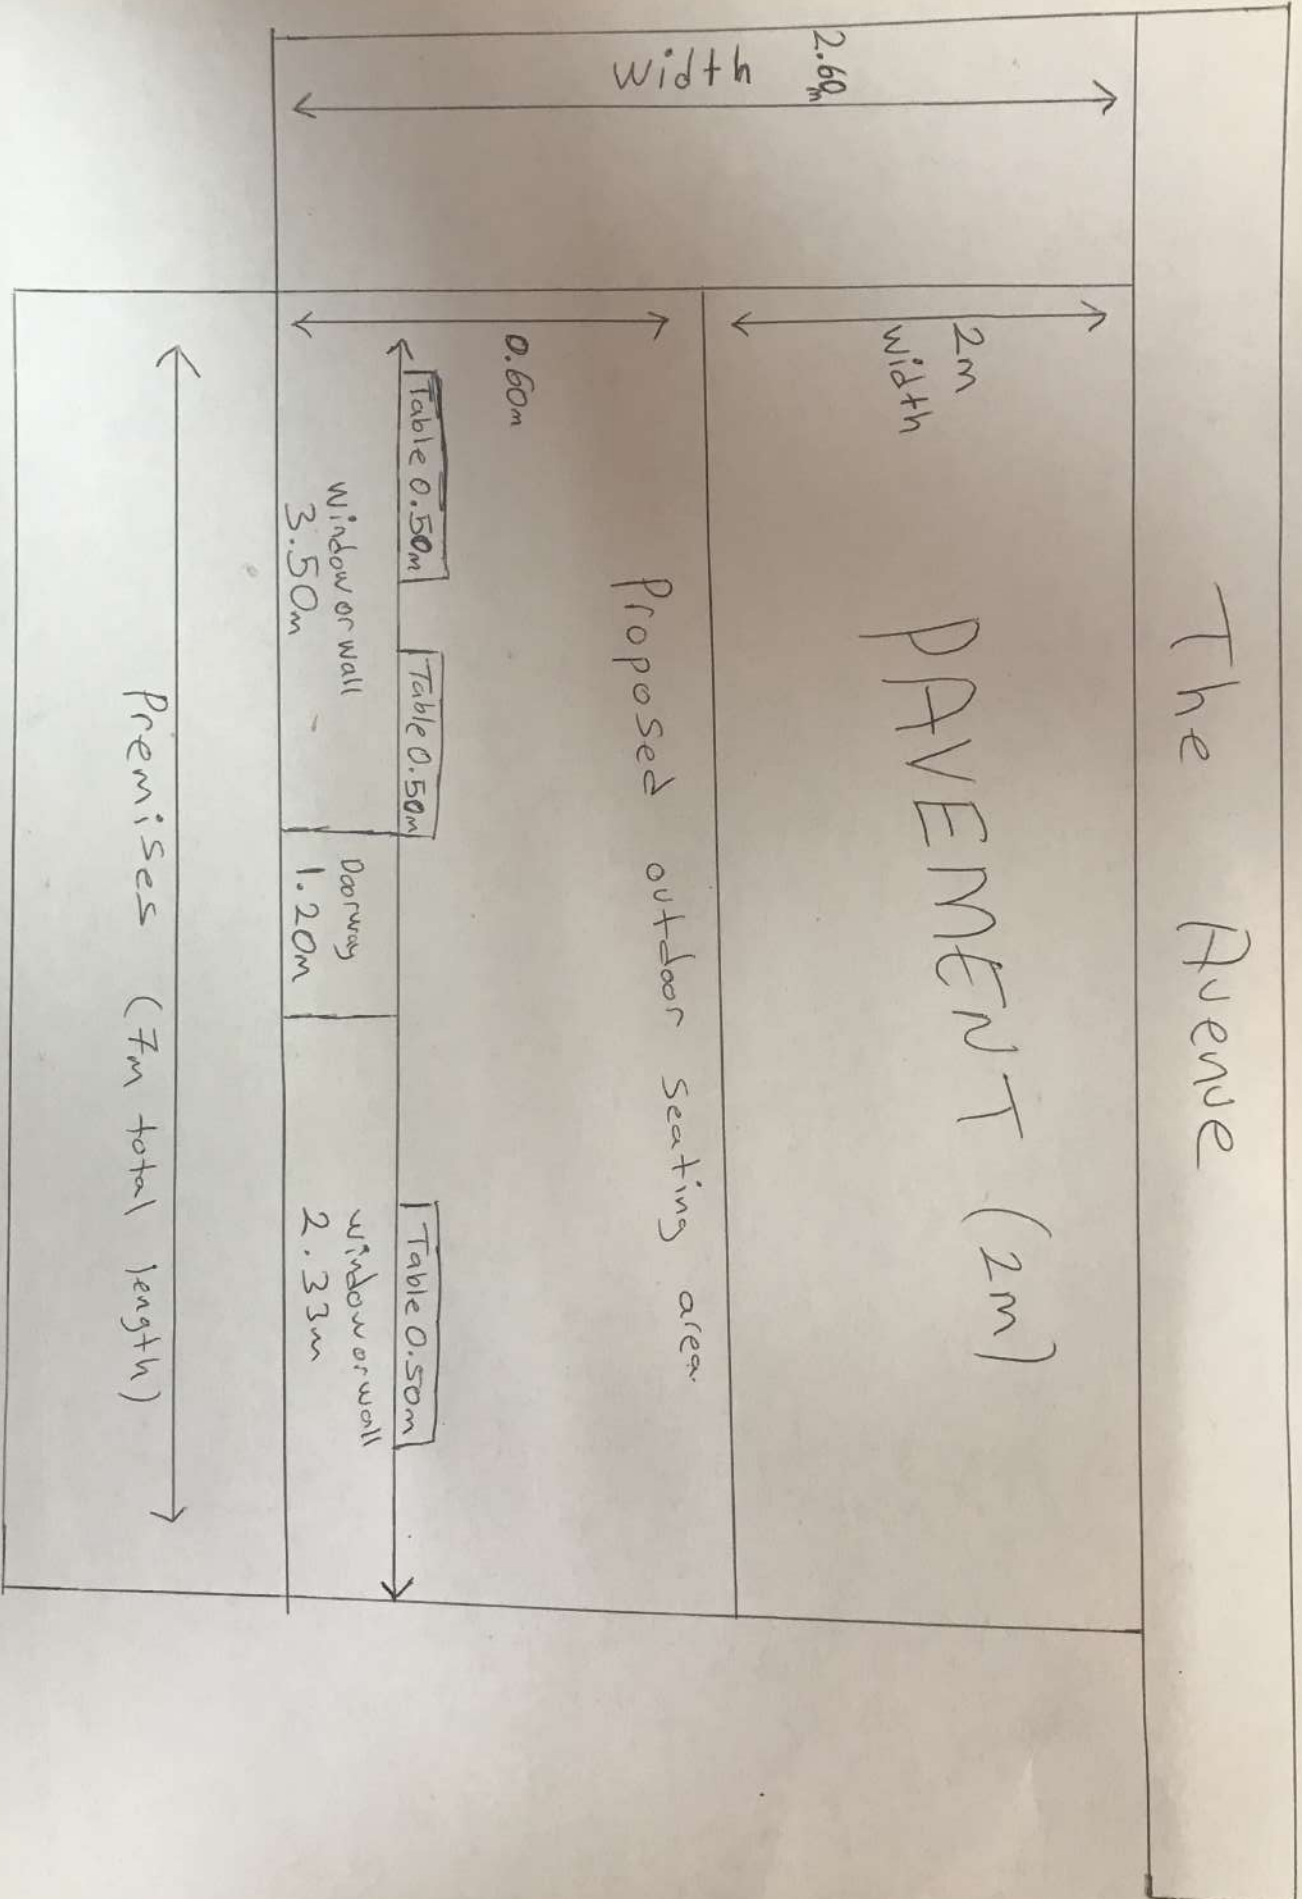 The Avenue
2.60m
Width
2m
width
PAVEMENT (2m)
Proposed outdoor seating area.
0.60m
Table 0.50m
Table 0.50m
Table 0.50m
window or wall
3.50m
Doorway
1.20m
window or wall
2.33m
Premises (7m total length)